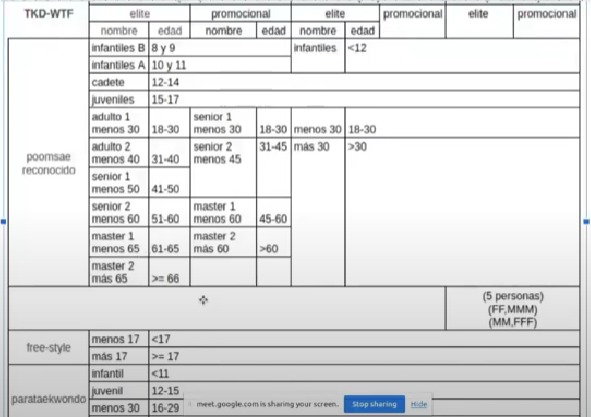 TKD-WTF elite promocional elite promocional elite promocional
nombre edad nombre edad nombre edad
poomsae
reconocido
infantiles B 8 y 9 infantiles <12
infantiles A 10 y 11
cadete 12-14
juveniles 15-17
adulto 1 senior 1
menos 30 18-30 menos 30 18-30 menos 30 18-30
adulto 2 senior 2 31-45 más 30 >30
menos 40 31-40 menos 45
senior 1
menos 50 41-50
senior 2 master 1
menos 60 51-60 menos 60 45-60
master 1 master 2
menos 65 61-65 más 60 >60
master 2
más 65 >= 66
(5 personas)
(FF,MMM)
(MM,FFF)
free-style
menos 17 <17
más 17 >= 17
parataekwondo
infantil <11
juvenil 12-15
menos 30 16-29
meet.google.com is sharing your screen. Stop sharing Hide